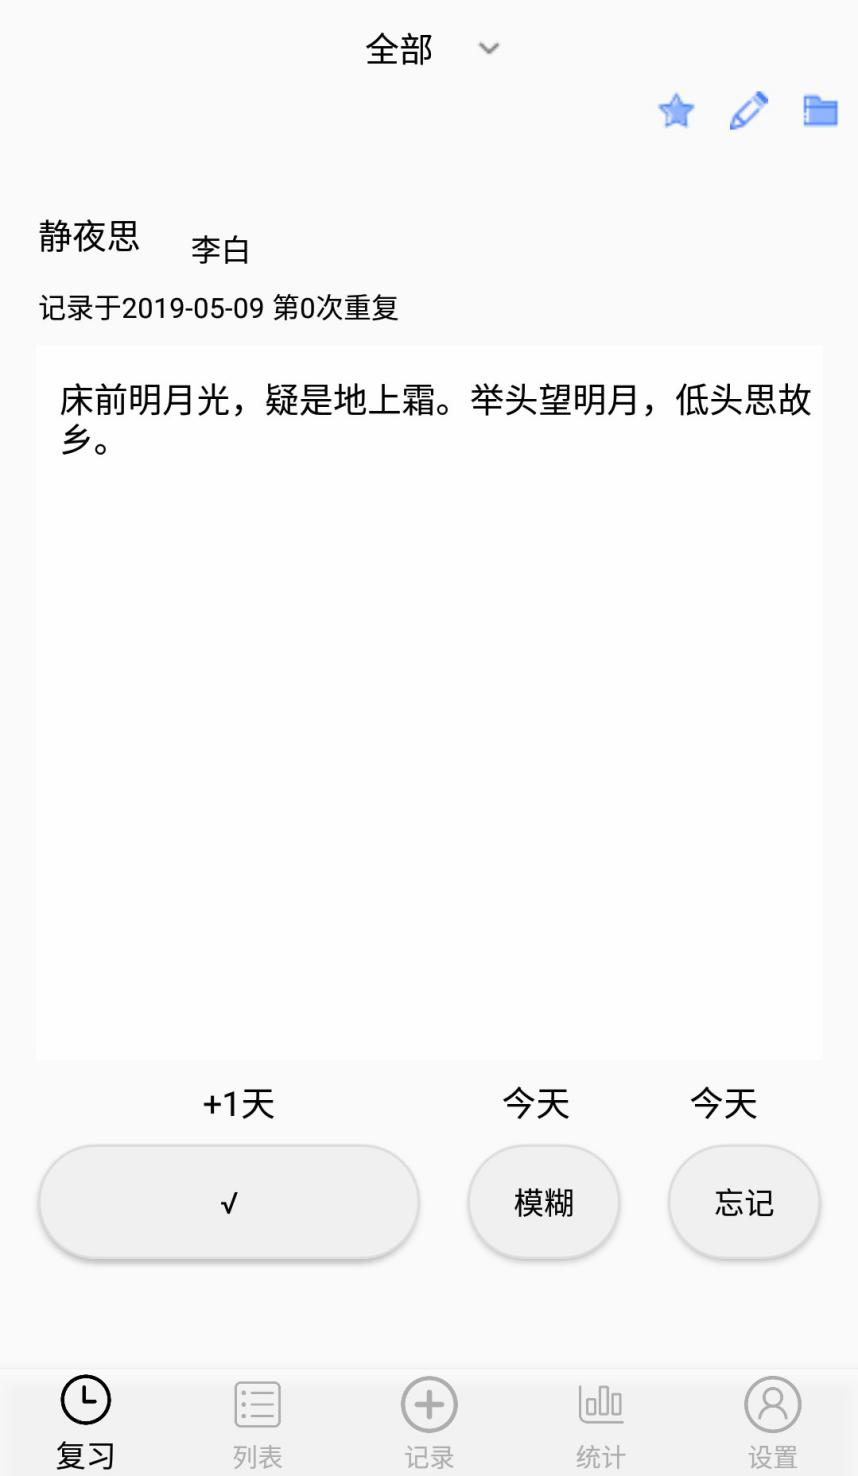 全部
静夜思 李白
记录于2019-05-09 第0次重复
床前明月光，疑是地上霜。举头望明月，低头思故
乡。
+1天 今天 今天
√ 模糊 忘记
复习 列表 记录 统计 设置